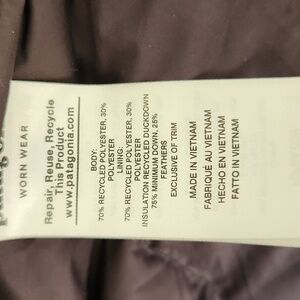 WORN WEAR
Repair, Reuse, Recycle
This Product
www.patagonia.com
BODY:
70% RECYCLED POLYESTER, 30%
POLYESTER
LINING:
70% RECYCLED POLYESTER, 30%
POLYESTER
INSULATION RECYCLED DUCKDOWN
75% MINIMUM DOWN, 25%
FEATHERS
EXCLUSIVE OF TRIM
MADE IN VIETNAM
FABRIQUÉ AU VIETNAM
HECHO EN VIETNAM
FATTO IN VIETNAM